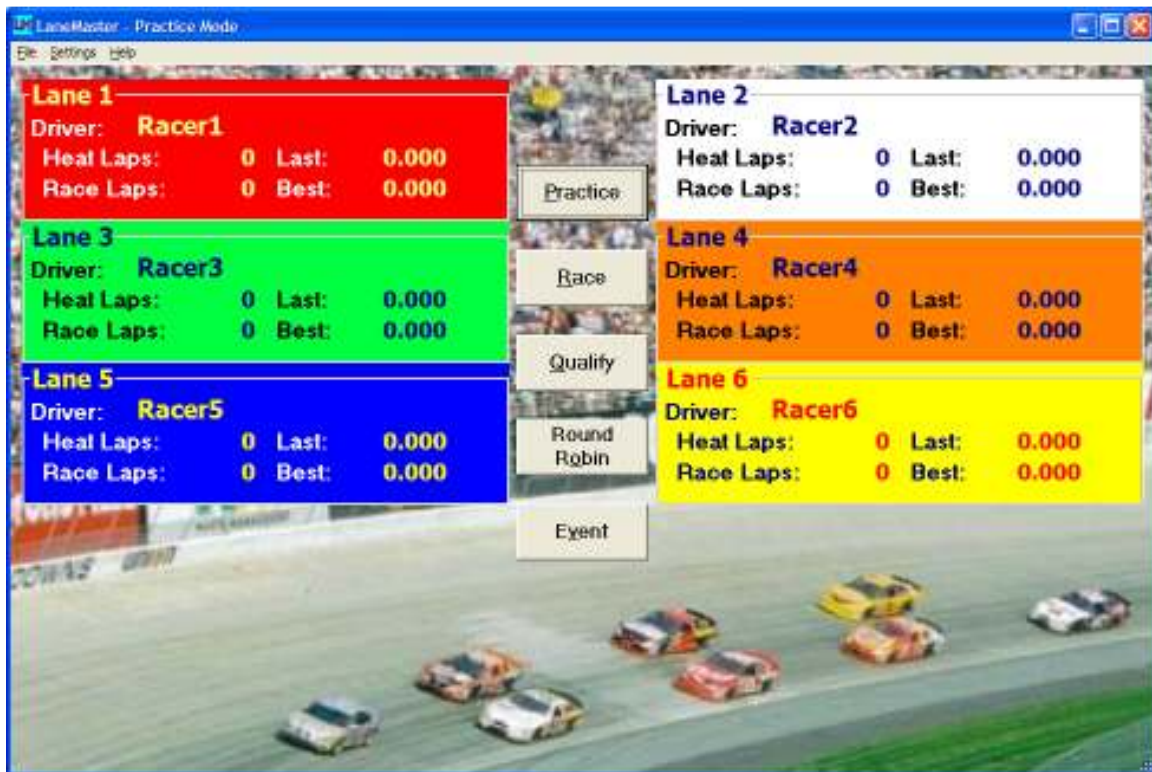 LaneMaster - Practice Mode
File Settings Help
Lane 1
Driver: Racer1
Heat Laps: 0 Last: 0.000
Race Laps: 0 Best: 0.000
Lane 2
Driver: Racer2
Heat Laps: 0 Last: 0.000
Race Laps: 0 Best: 0.000
Practice
Lane 3
Driver: Racer3
Heat Laps: 0 Last: 0.000
Race Laps: 0 Best: 0.000
Lane 4
Driver: Racer4
Heat Laps: 0 Last: 0.000
Race Laps: 0 Best: 0.000
Race
Qualify
Lane 5
Driver: Racer5
Heat Laps: 0 Last: 0.000
Race Laps: 0 Best: 0.000
Lane 6
Driver: Racer6
Heat Laps: 0 Last: 0.000
Race Laps: 0 Best: 0.000
Round
Robin
Event
DOWNS